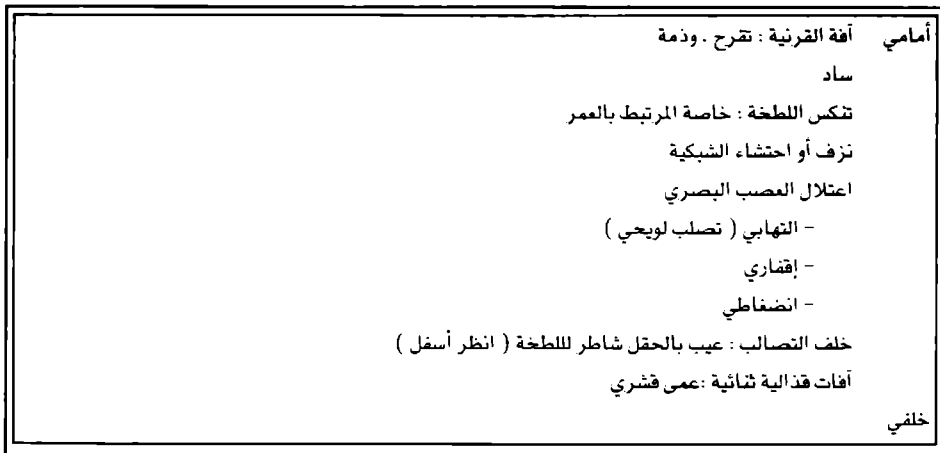 أمامي آفة القرنية : تقرح . وذمة
ساد
تنكس اللطخة : خاصة المرتبط بالعمر
نزف أو احتشاء الشبكية
اعتلال العصب البصري
- التهابي ( تصلب لويحي )
- إقفاري
- انضغاطي
خلف التصالب : عيب بالحقل شاطر لللطخة ( انظر أسفل )
آفات قذالية ثنائية :عمى قشري
خلفي